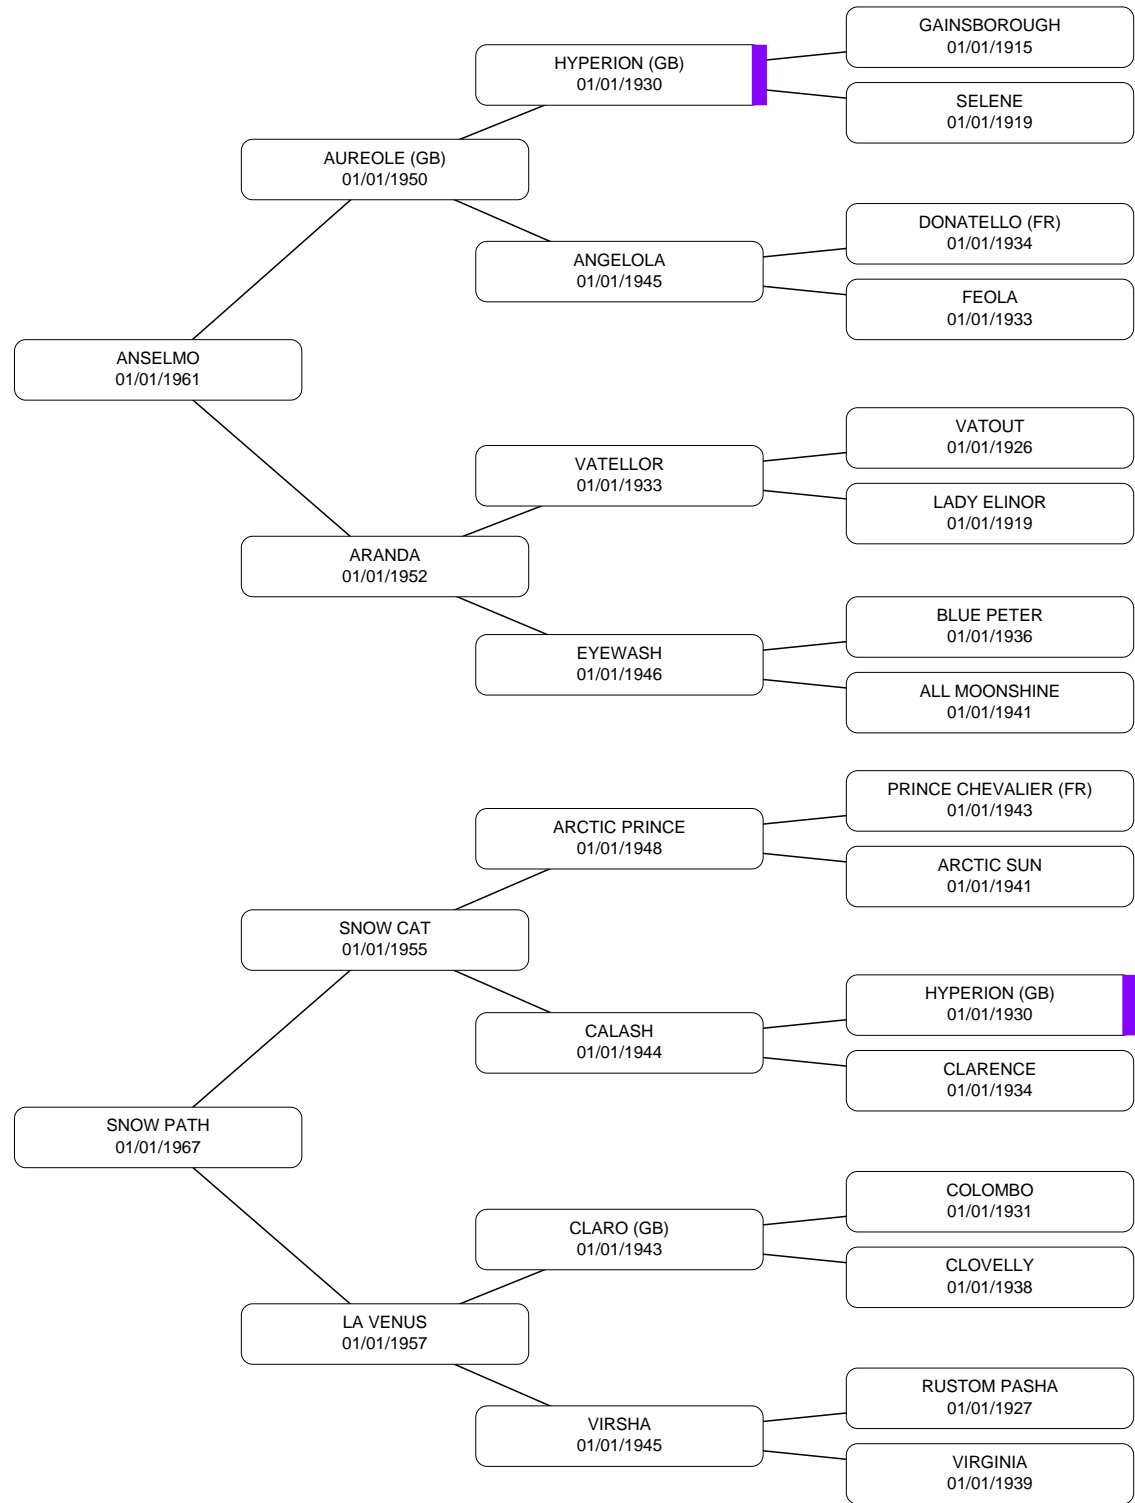 GAINSBOROUGH
01/01/1915
HYPERION (GB)
01/01/1930
SELENE
01/01/1919
AUREOLE (GB)
01/01/1950
DONATELLO (FR)
01/01/1934
ANGELOLA
01/01/1945
FEOLA
01/01/1933
ANSELMO
01/01/1961
VATOUT
01/01/1926
VATELLOR
01/01/1933
LADY ELINOR
01/01/1919
ARANDA
01/01/1952
BLUE PETER
01/01/1936
EYEWASH
01/01/1946
ALL MOONSHINE
01/01/1941
PRINCE CHEVALIER (FR)
01/01/1943
ARCTIC PRINCE
01/01/1948
ARCTIC SUN
01/01/1941
SNOW CAT
01/01/1955
HYPERION (GB)
01/01/1930
CALASH
01/01/1944
CLARENCE
01/01/1934
SNOW PATH
01/01/1967
COLOMBO
01/01/1931
CLARO (GB)
01/01/1943
CLOVELLY
01/01/1938
LA VENUS
01/01/1957
RUSTOM PASHA
01/01/1927
VIRSHA
01/01/1945
VIRGINIA
01/01/1939